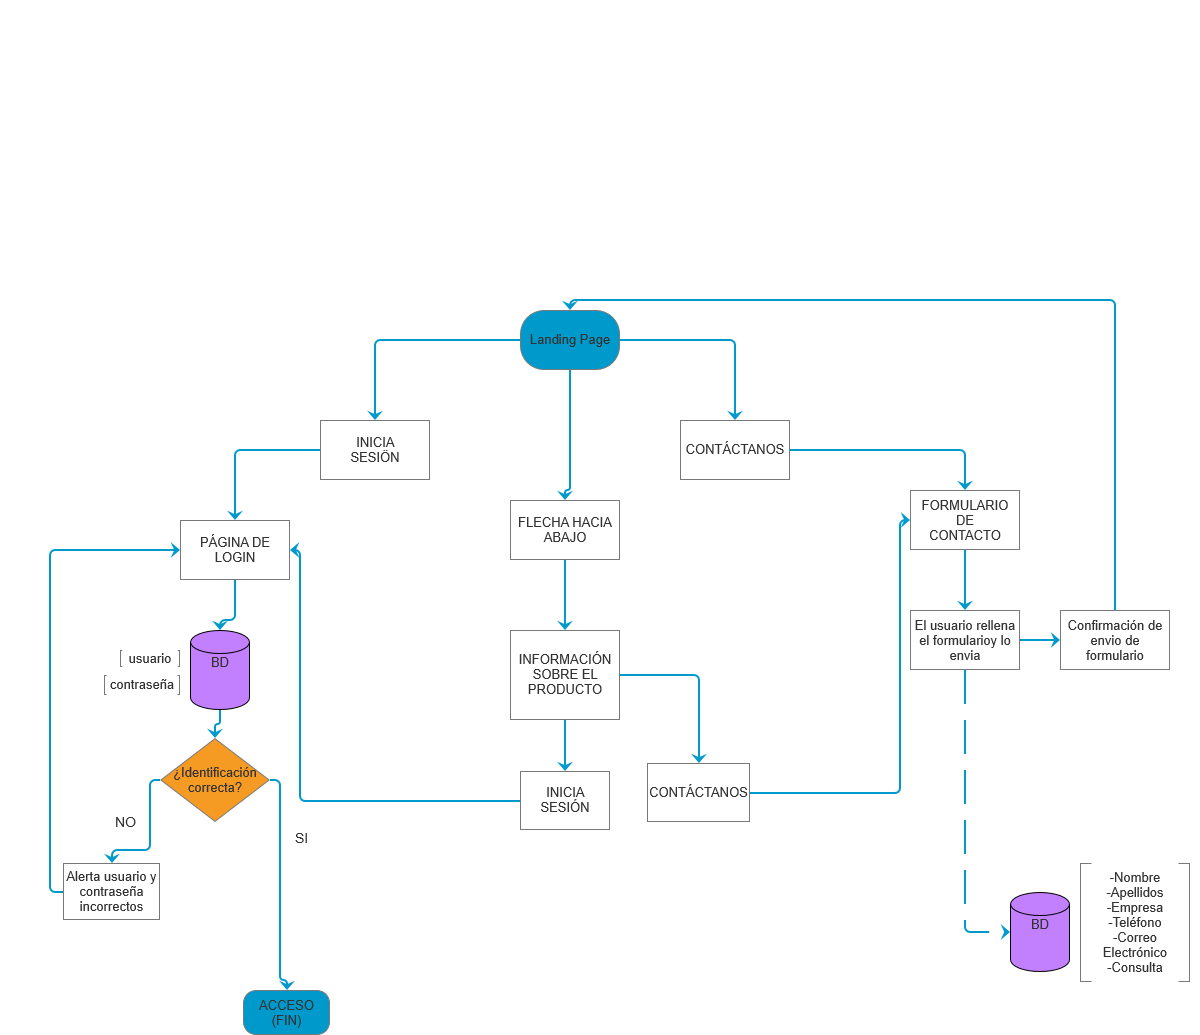 Landing Page
INICIA
SESIÖN
CONTÁCTANOS
FLECHA HACIA
ABAJO
FORMULARIO
DE
CONTACTO
PÁGINA DE
LOGIN
El usuario rellena
el formularioy lo
envia
Confirmación de
envio de
formulario
BD
usuario
contraseña
INFORMACIÓN
SOBRE EL
PRODUCTO
¿Identificación
correcta?
INICIA
SESIÓN
CONTÁCTANOS
NO
SI
Alerta usuario y
contraseña
incorrectos
BD
-Nombre
-Apellidos
-Empresa
-Teléfono
-Correo
Electrónico
-Consulta
ACCESO
(FIN)